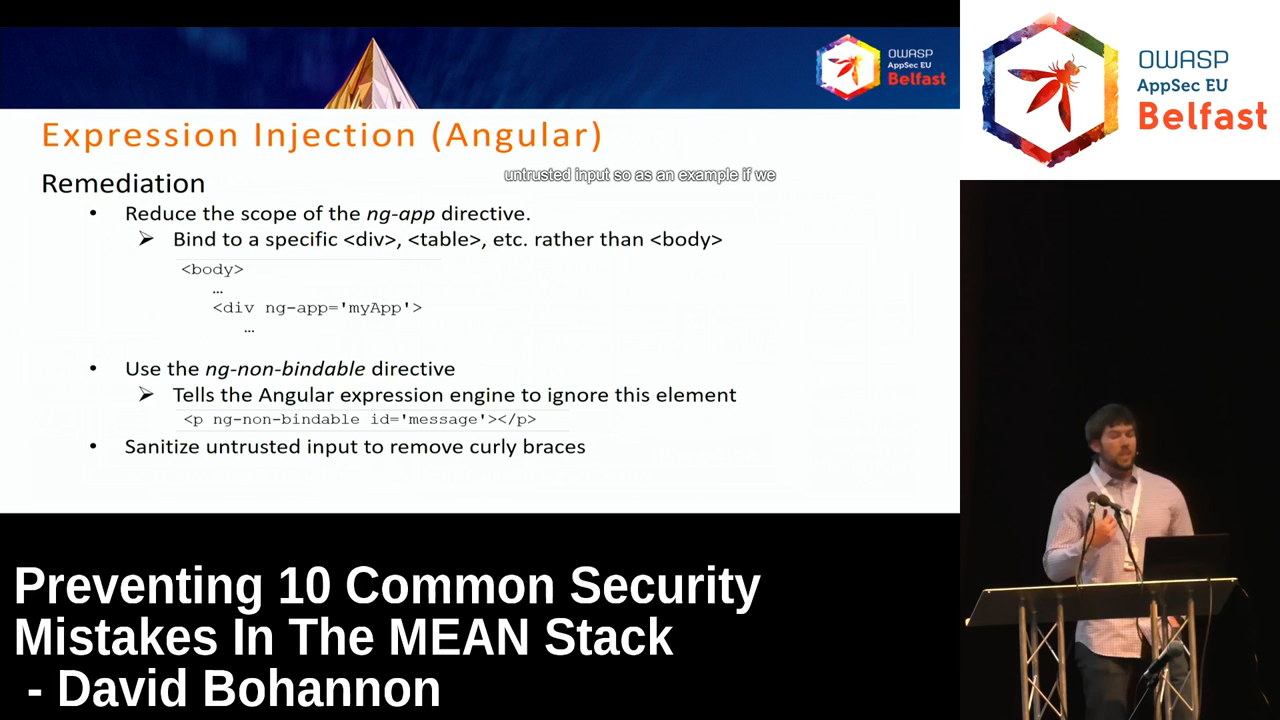 OWASP
AppSec EU
Belfast
OWASP
AppSec EU
Belfast
Expression Injection (Angular)
untrusted input so as an example if we
Remediation
• Reduce the scope of the ng-app directive.
➢ Bind to a specific <div>, <table>, etc. rather than <body>
<body>
…
<div ng-app='myApp'>
…
• Use the ng-non-bindable directive
➢ Tells the Angular expression engine to ignore this element
<p ng-non-bindable id='message'></p>
• Sanitize untrusted input to remove curly braces
Preventing 10 Common Security
Mistakes In The MEAN Stack
- David Bohannon